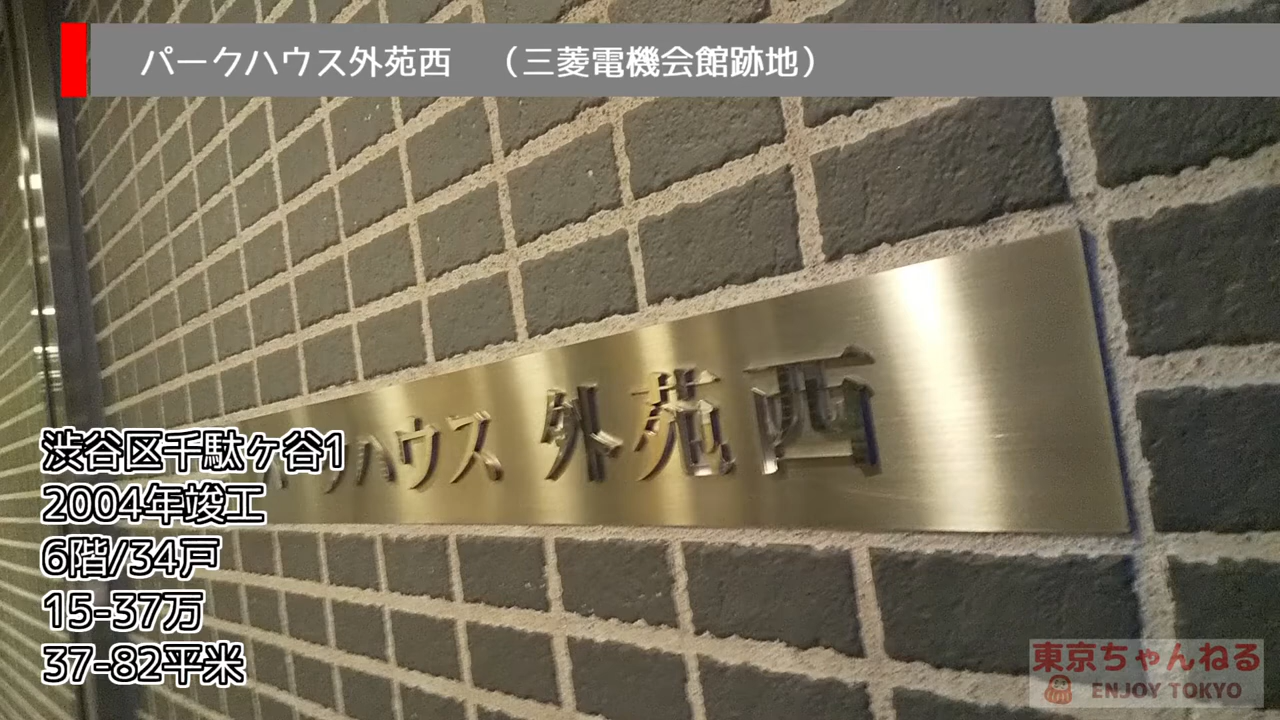 パークハウス外苑西　（三菱電機会館跡地）
パークハウス 外苑西
渋谷区千駄ヶ谷1
2004年竣工
6階/34戸
15-37万
37-82平米
東京ちゃんねる
ENJOY TOKYO